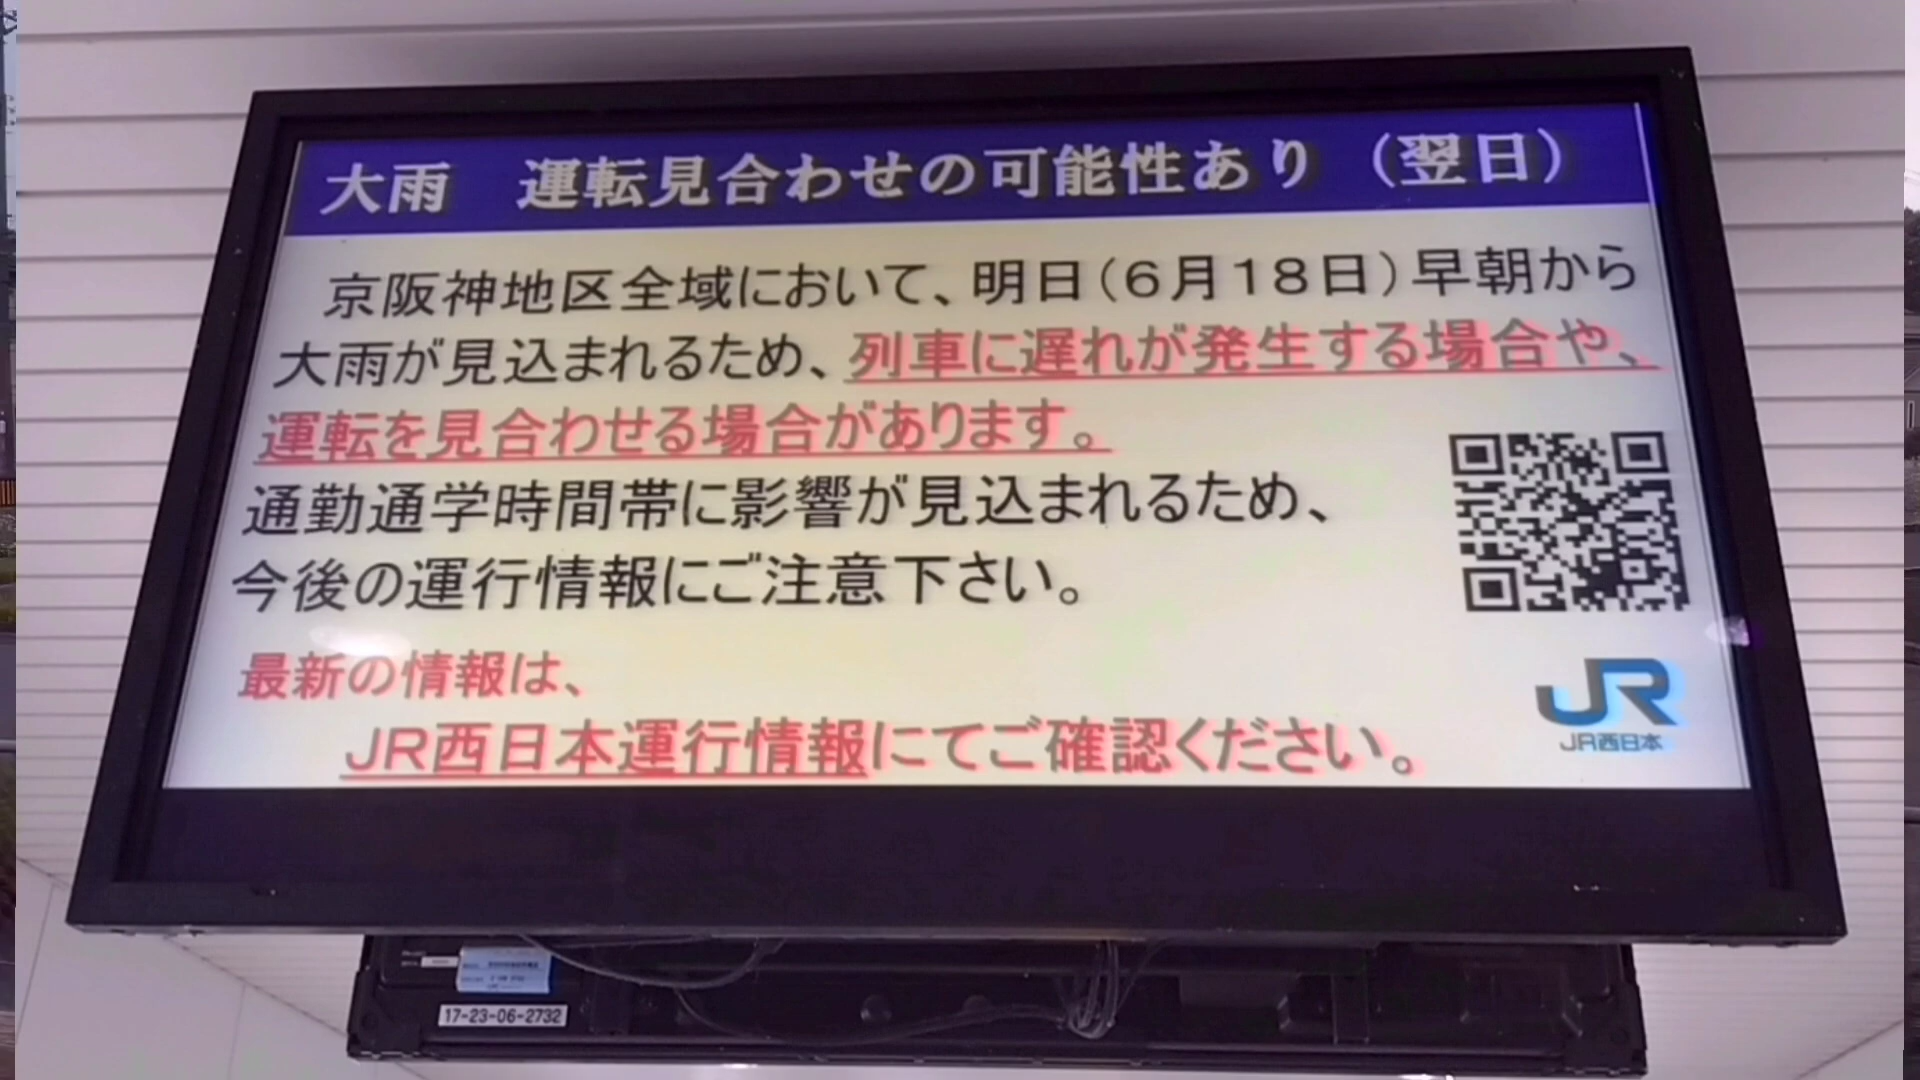 大雨　運転見合わせの可能性あり（翌日）
京阪神地区全域において、明日（６月１８日）早朝から
大雨が見込まれるため、列車に遅れが発生する場合や、
運転を見合わせる場合があります。
通勤通学時間帯に影響が見込まれるため、
今後の運行情報にご注意下さい。
最新の情報は、
ＪＲ西日本運行情報にてご確認ください。
JR
JR西日本
17-23-06-2732